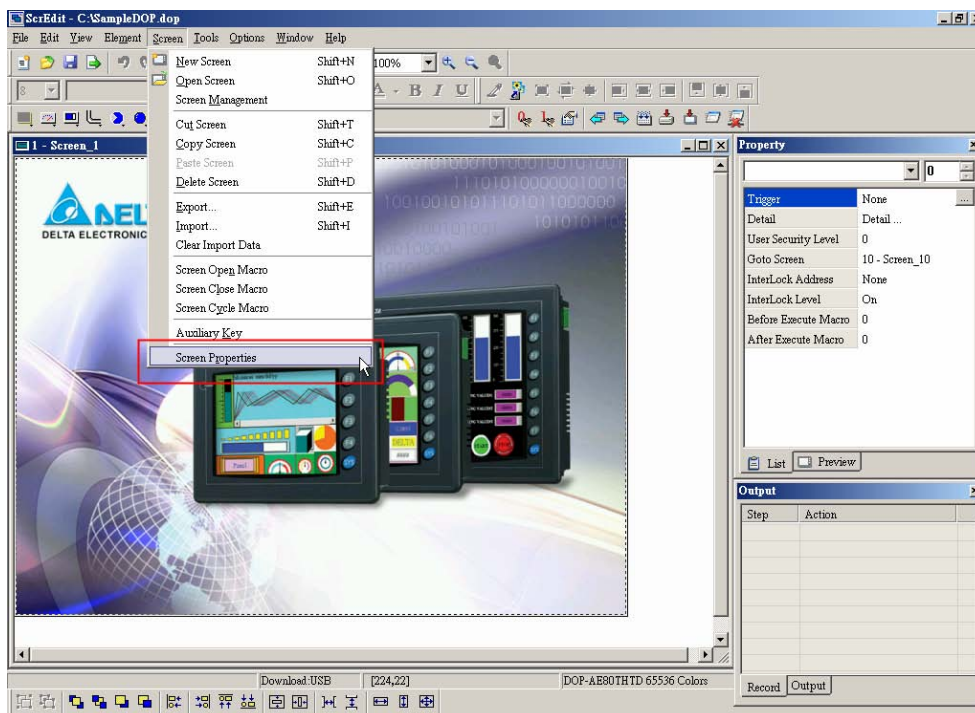 ScrEdit - C:\SampleDOP.dop
File Edit View Element Screen Tools Options Window Help
100%
8
A - B I U
1 - Screen_1
New Screen Shift+N
Open Screen Shift+O
Screen Management
Cut Screen Shift+T
Copy Screen Shift+C
Paste Screen Shift+P
Delete Screen Shift+D
Export... Shift+E
Import... Shift+I
Clear Import Data
Screen Open Macro
Screen Close Macro
Screen Cycle Macro
Auxiliary Key
Screen Properties
DELTA ELECTRONIC
DELTA
Property
0
Trigger None ...
Detail Detail ...
User Security Level 0
Goto Screen 10 - Screen_10
InterLock Address None
InterLock Level On
Before Execute Macro 0
After Execute Macro 0
List Preview
Output
Step Action
Record Output
Download:USB [224,22] DOP-AE80THTD 65536 Colors